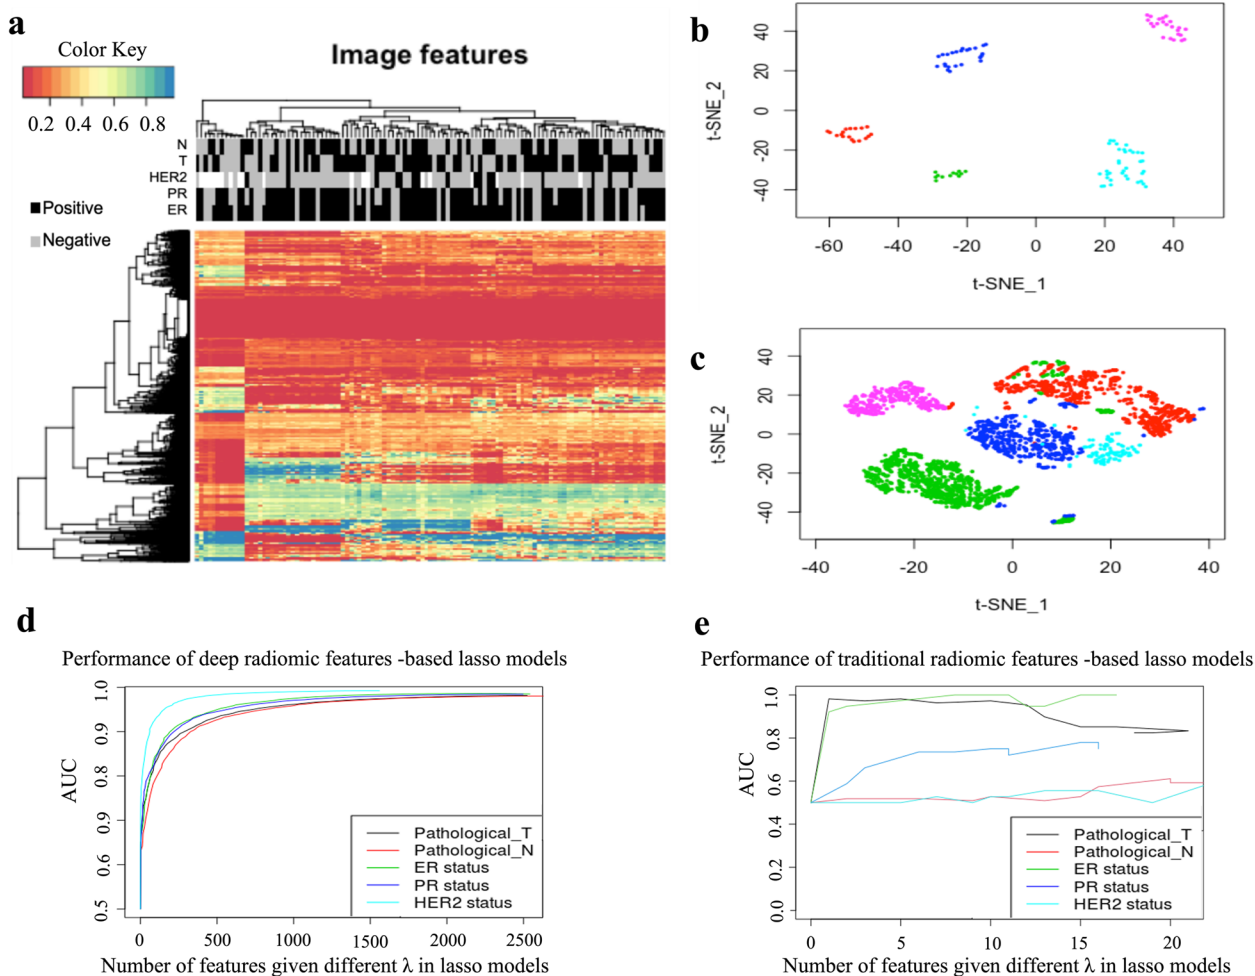 a
Color Key
0.2 0.4 0.6 0.8
Image features
N
T
HER2
PR
ER
Positive
Negative
b
t-SNE_2
40
20
0
-20
-40
-60 -40 -20 0 20 40
t-SNE_1
c
t-SNE_2
40
20
0
-20
-40
-40 -20 0 20 40
t-SNE_1
d
Performance of deep radiomic features -based lasso models
AUC
1.0
0.9
0.8
0.9
0.6
0.5
Pathological_T
Pathological_N
ER status
PR status
HER2 status
0 500 1000 1500 2000 2500
Number of features given different λ in lasso models
e
Performance of traditional radiomic features -based lasso models
AUC
1.0
0.8
0.6
0.4
0.2
0.0
Pathological_T
Pathological_N
ER status
PR status
HER2 status
0 5 10 15 20
Number of features given different λ in lasso models